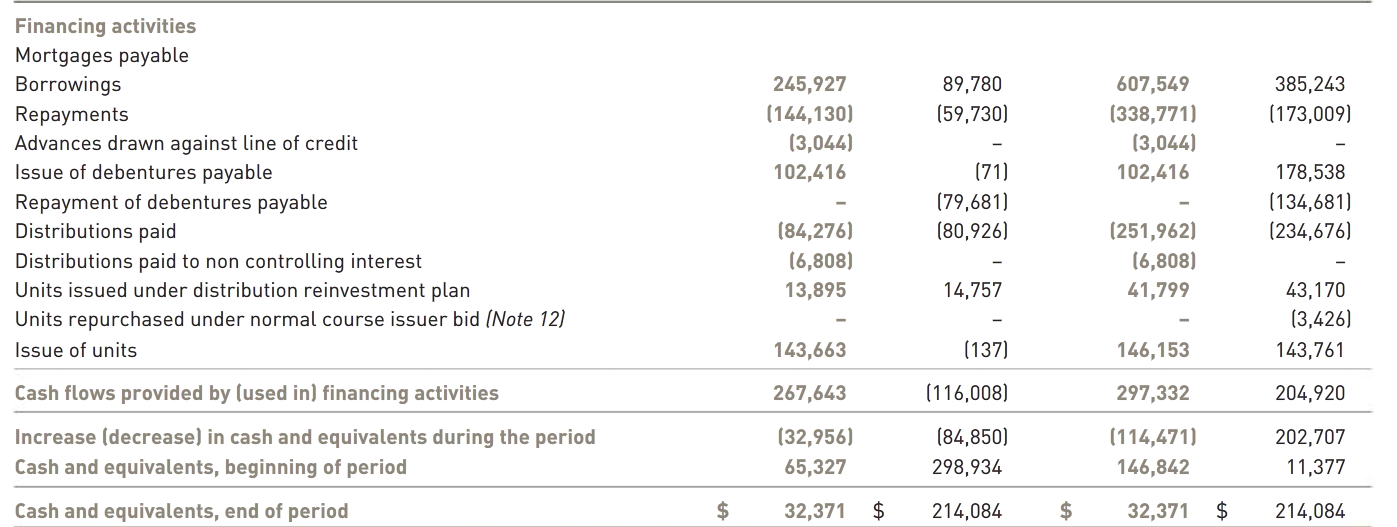 Financing activities
Mortgages payable
Borrowings 245,927 89,780 607,549 385,243
Repayments (144,130) (59,730) (338,771) (173,009)
Advances drawn against line of credit (3,044) – (3,044) –
Issue of debentures payable 102,416 (71) 102,416 178,538
Repayment of debentures payable – (79,681) – (134,681)
Distributions paid (84,276) (80,926) (251,962) (234,676)
Distributions paid to non controlling interest (6,808) – (6,808) –
Units issued under distribution reinvestment plan 13,895 14,757 41,799 43,170
Units repurchased under normal course issuer bid (Note 12) – – – (3,426)
Issue of units 143,663 (137) 146,153 143,761
Cash flows provided by (used in) financing activities 267,643 (116,008) 297,332 204,920
Increase (decrease) in cash and equivalents during the period (32,956) (84,850) (114,471) 202,707
Cash and equivalents, beginning of period 65,327 298,934 146,842 11,377
Cash and equivalents, end of period $ 32,371 $ 214,084 $ 32,371 $ 214,084